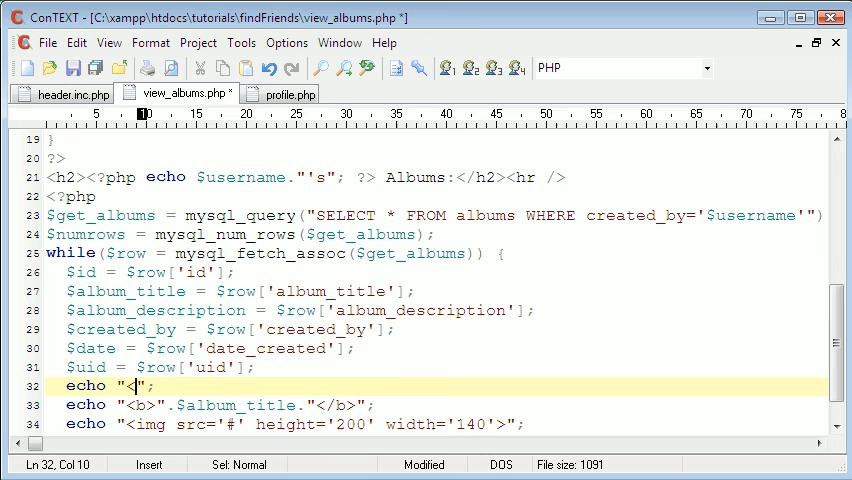 ConTEXT - [C:\xampp\htdocs\tutorials\findFriends\view_albums.php *]
File Edit View Format Project Tools Options Window Help
1 2 3 4 PHP
header.inc.php view_albums.php * profile.php
5 10 15 20 25 30 35 40 45 50 55 60 65 70 75 8
19 }
20 ?>
21 <h2><?php echo $username."'s"; ?> Albums:</h2><hr />
22 <?php
23 $get_albums = mysql_query("SELECT * FROM albums WHERE created_by='$username'")
24 $numrows = mysql_num_rows($get_albums);
25 while($row = mysql_fetch_assoc($get_albums)) {
26 $id = $row['id'];
27 $album_title = $row['album_title'];
28 $album_description = $row['album_description'];
29 $created_by = $row['created_by'];
30 $date = $row['date_created'];
31 $uid = $row['uid'];
32 echo "<";
33 echo "<b>".$album_title."</b>";
34 echo "<img src='#' height='200' width='140'>";
Ln 32, Col 10 Insert Sel: Normal Modified DOS File size: 1091